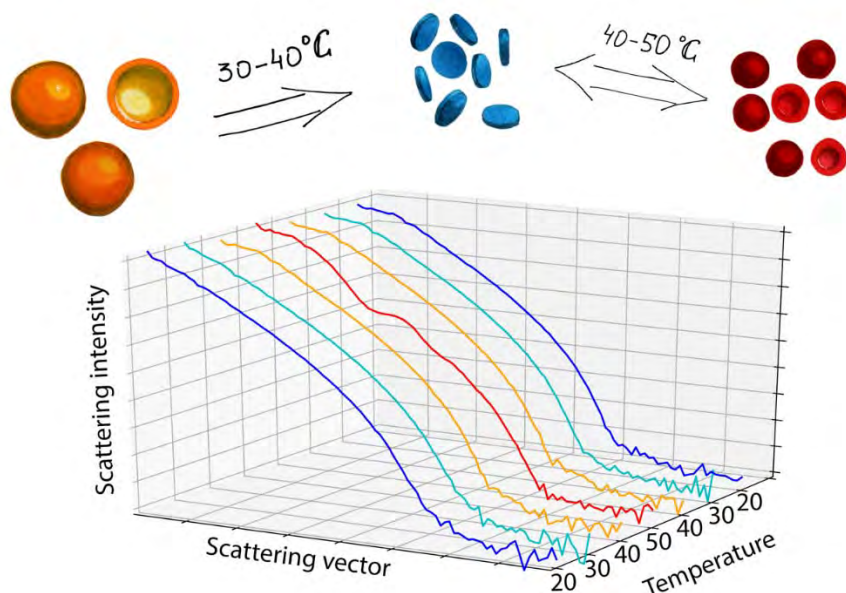 30-40°C
40-50°C
Scattering intensity
Scattering vector
20 30 40 50 40 30 20
Temperature